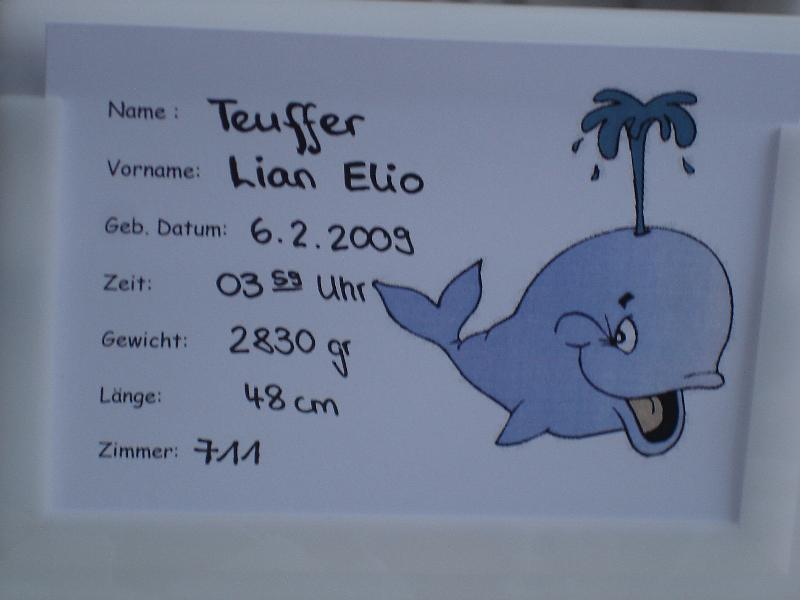 Name : Teuffer
Vorname: Lian Elio
Geb. Datum: 6.2.2009
Zeit: 03 59 Uhr
Gewicht: 2830 gr
Länge: 48 cm
Zimmer: 711